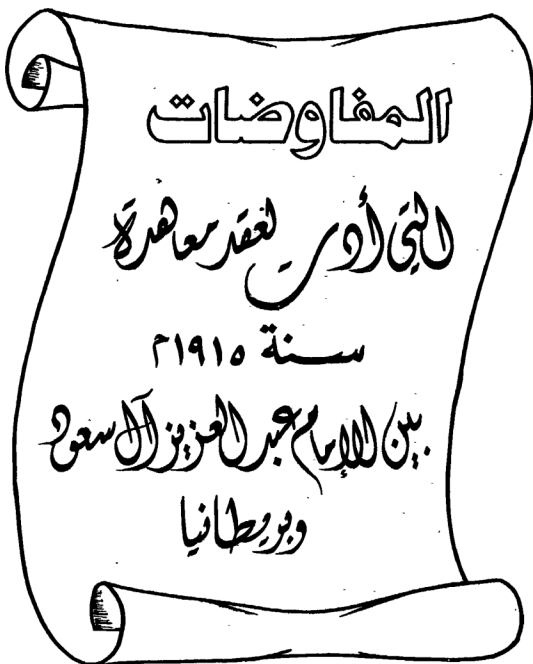 المفاوضات
التي أدت لعقد معاهدة
سنة ١٩١٥م
بين الإمام عبد العزيز آل سعود
وبريطانيا